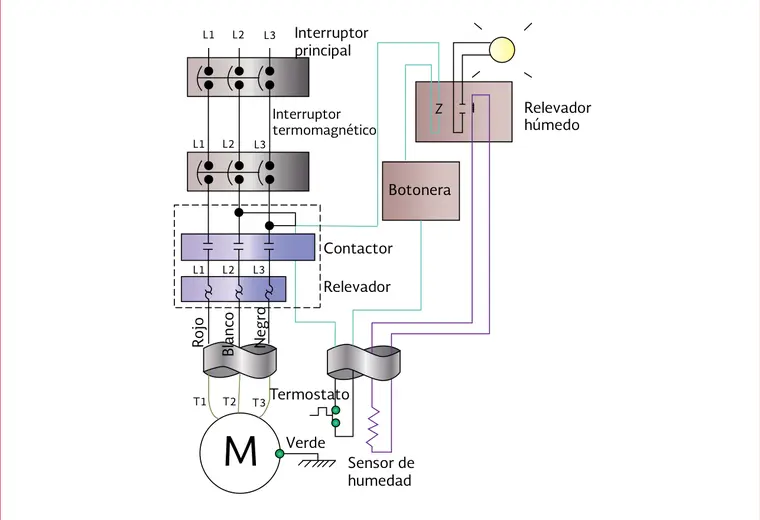 L1 L2 L3
Interruptor
principal
Interruptor
termomagnético
L1 L2 L3
Z
Relevador
húmedo
Botonera
Contactor
L1 L2 L3
Relevador
Rojo
Blanco
Negro
Termostato
T1 T2 T3
M
Verde
Sensor de
humedad